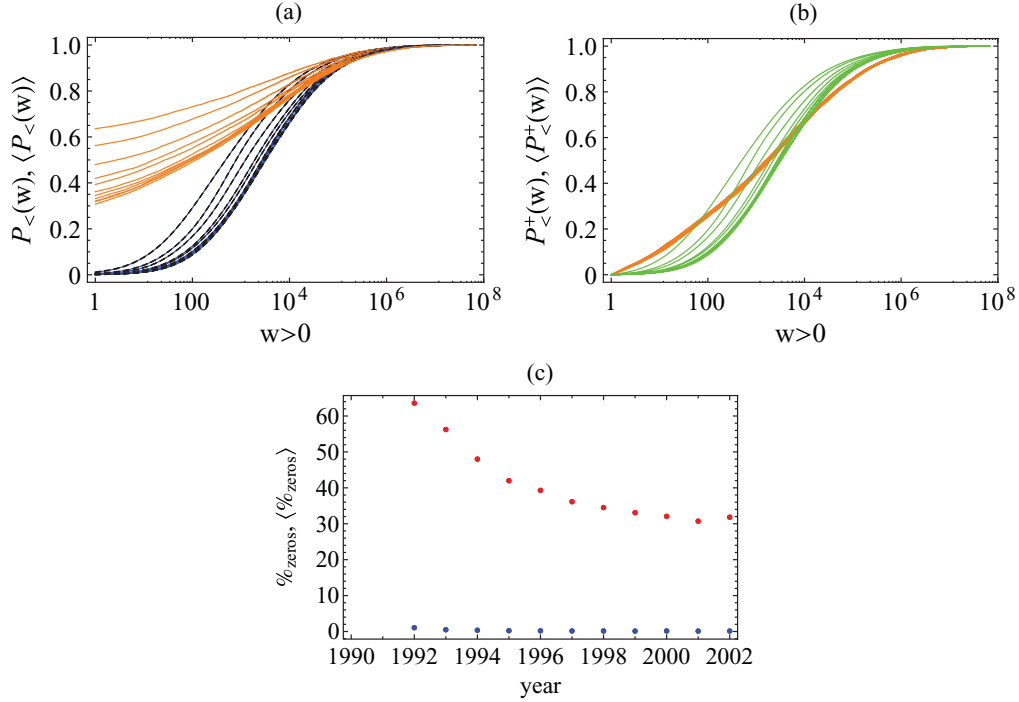 (a)
P<(w), ⟨P<(w)⟩
1.0
0.8
0.6
0.4
0.2
0
1 100 10^4 10^6 10^8
w>0
(b)
P<^+(w), ⟨P<^+(w)⟩
1.0
0.8
0.6
0.4
0.2
0
1 100 10^4 10^6 10^8
w>0
(c)
%zeros, ⟨%zeros⟩
60
50
40
30
20
10
0
1990 1992 1994 1996 1998 2000 2002
year